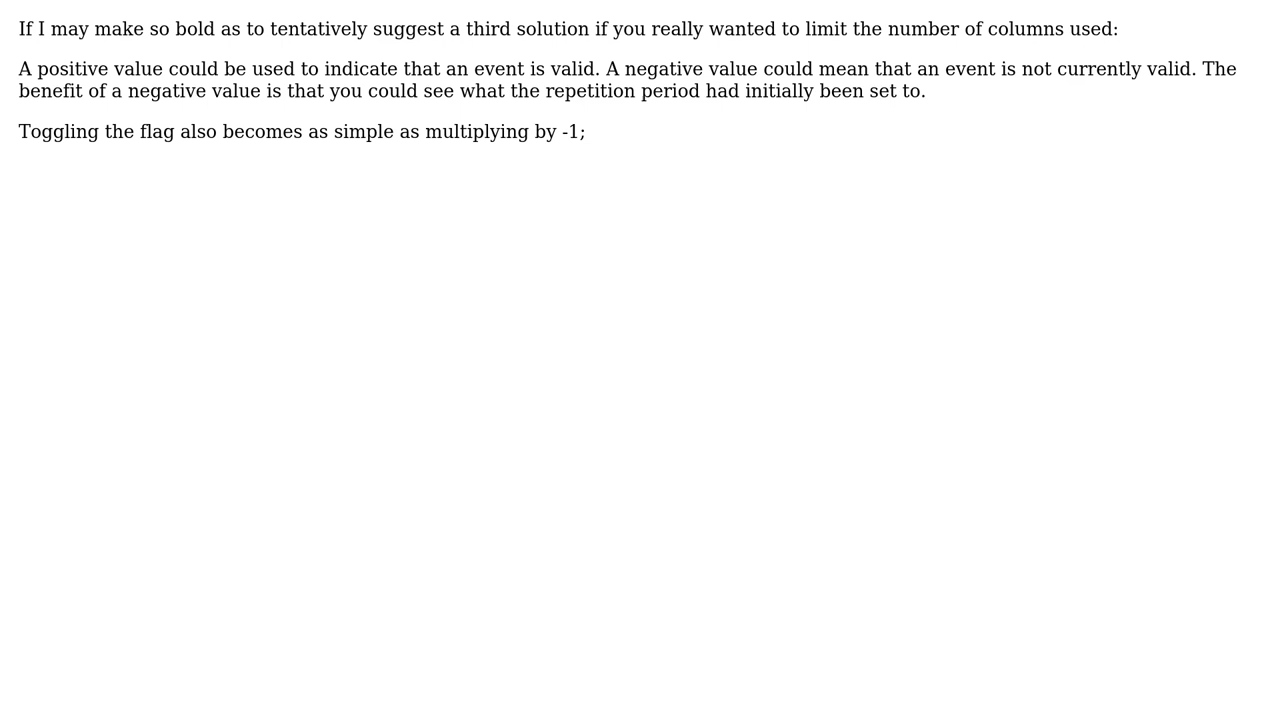 If I may make so bold as to tentatively suggest a third solution if you really wanted to limit the number of columns used:
A positive value could be used to indicate that an event is valid. A negative value could mean that an event is not currently valid. The
benefit of a negative value is that you could see what the repetition period had initially been set to.
Toggling the flag also becomes as simple as multiplying by -1;